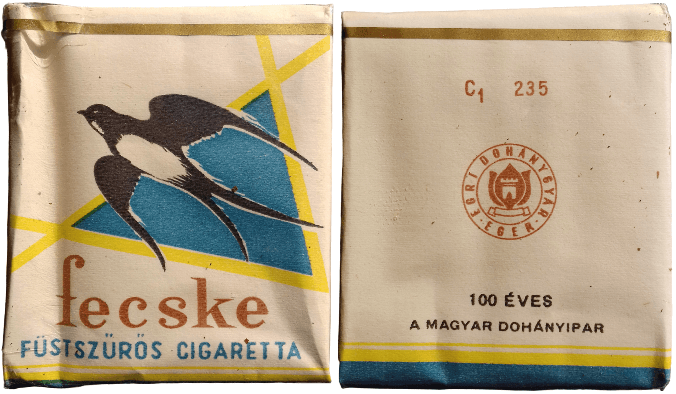 fecske
FÜSTSZŰRŐS CIGARETTA
C1 235
EGRI DOHÁNYGYÁR
· EGER ·
100 ÉVES
A MAGYAR DOHÁNYIPAR